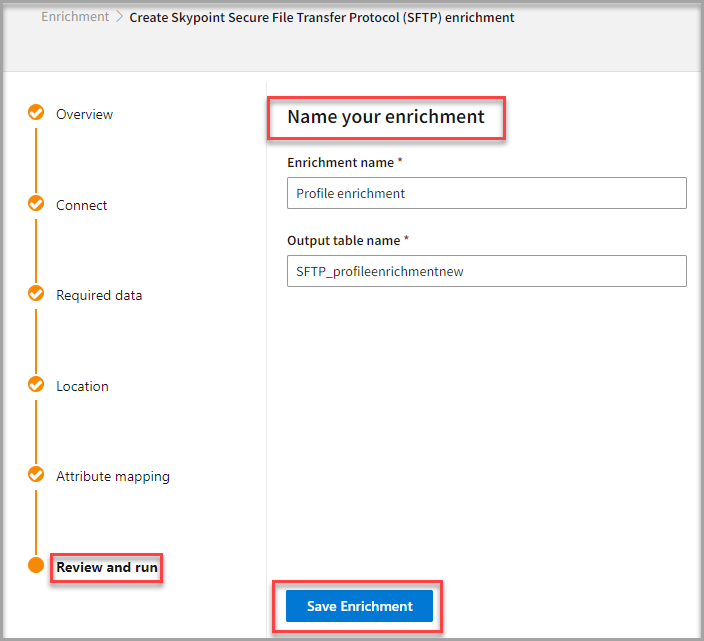 Enrichment > Create Skypoint Secure File Transfer Protocol (SFTP) enrichment
Overview
Connect
Required data
Location
Attribute mapping
Review and run
Name your enrichment
Enrichment name *
Profile enrichment
Output table name *
SFTP_profileenrichmentnew
Save Enrichment